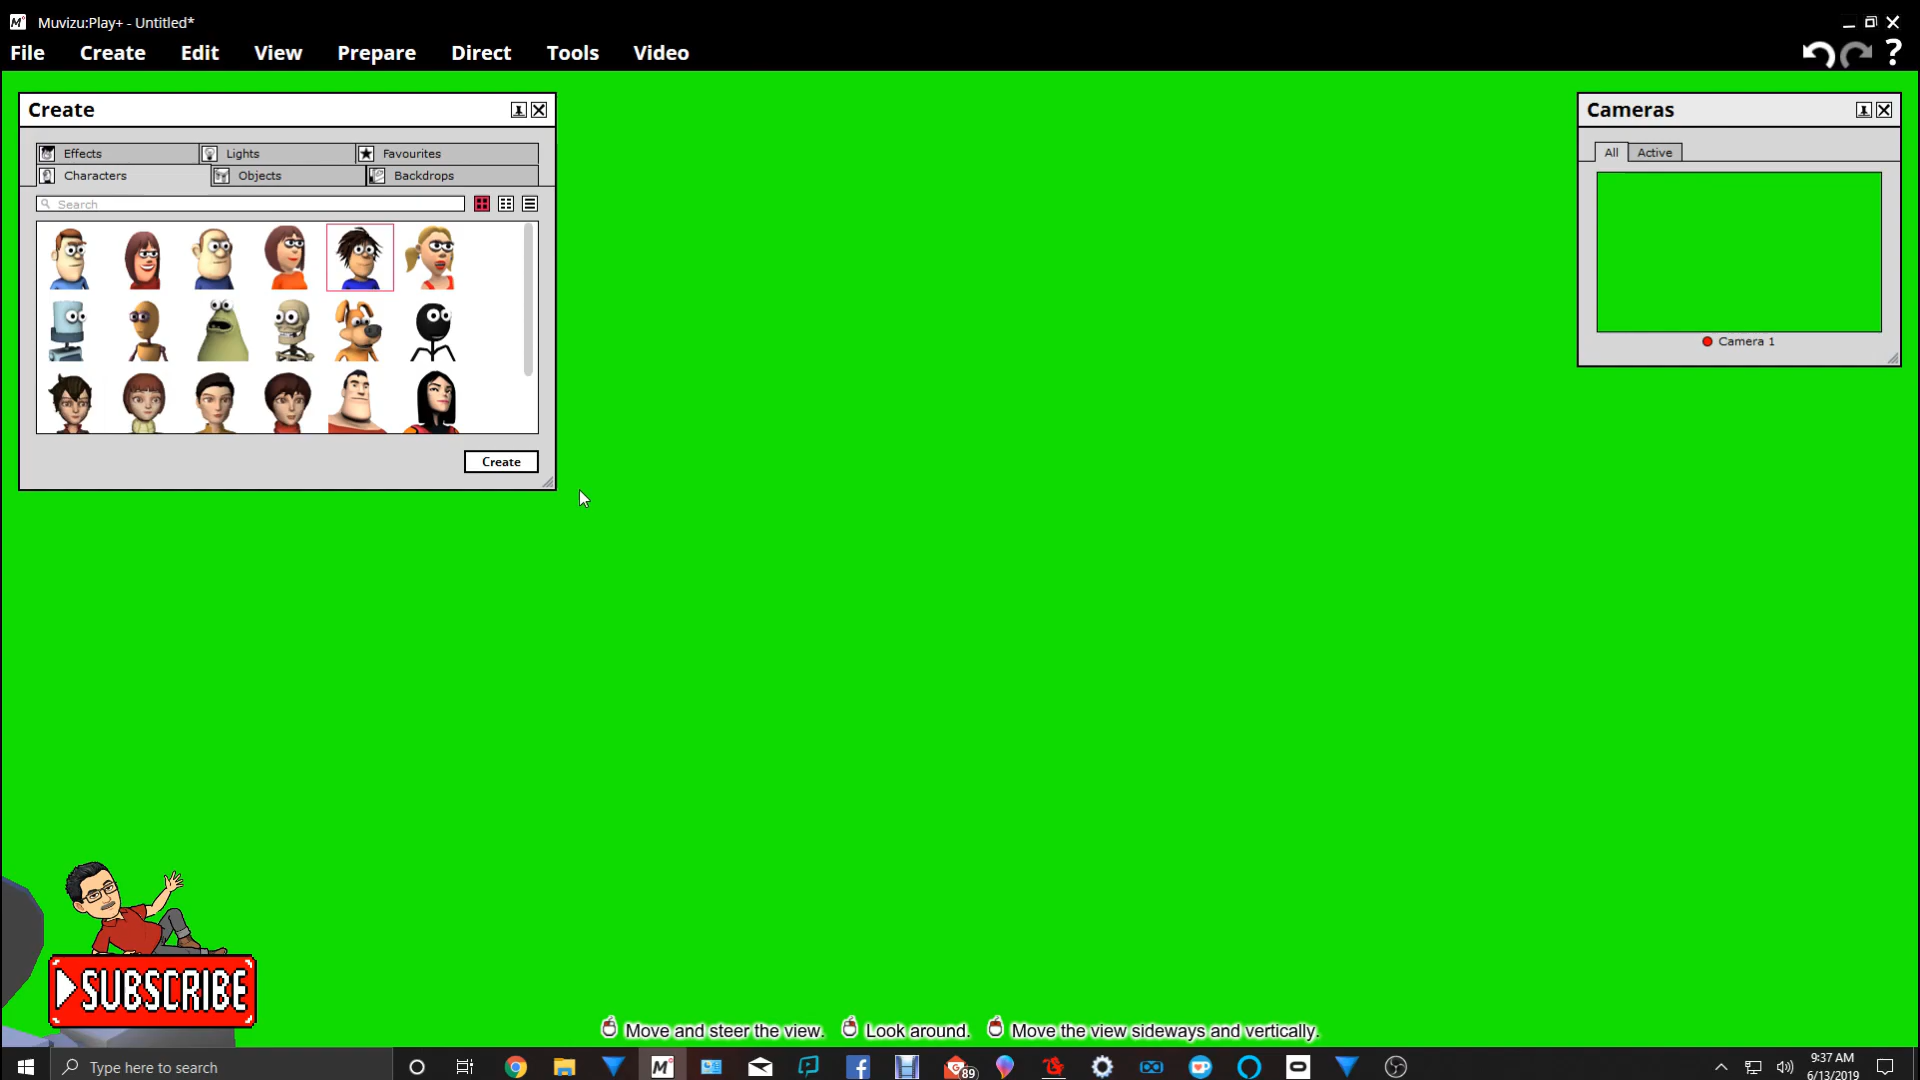 Muvizu:Play+ - Untitled*
File Create Edit View Prepare Direct Tools Video ?
Create
Effects Lights Favourites
Characters Objects Backdrops
Search
Create
Cameras
All Active
Camera 1
SUBSCRIBE
Move and steer the view. Look around. Move the view sideways and vertically.
Type here to search
89
9:37 AM
6/13/2019